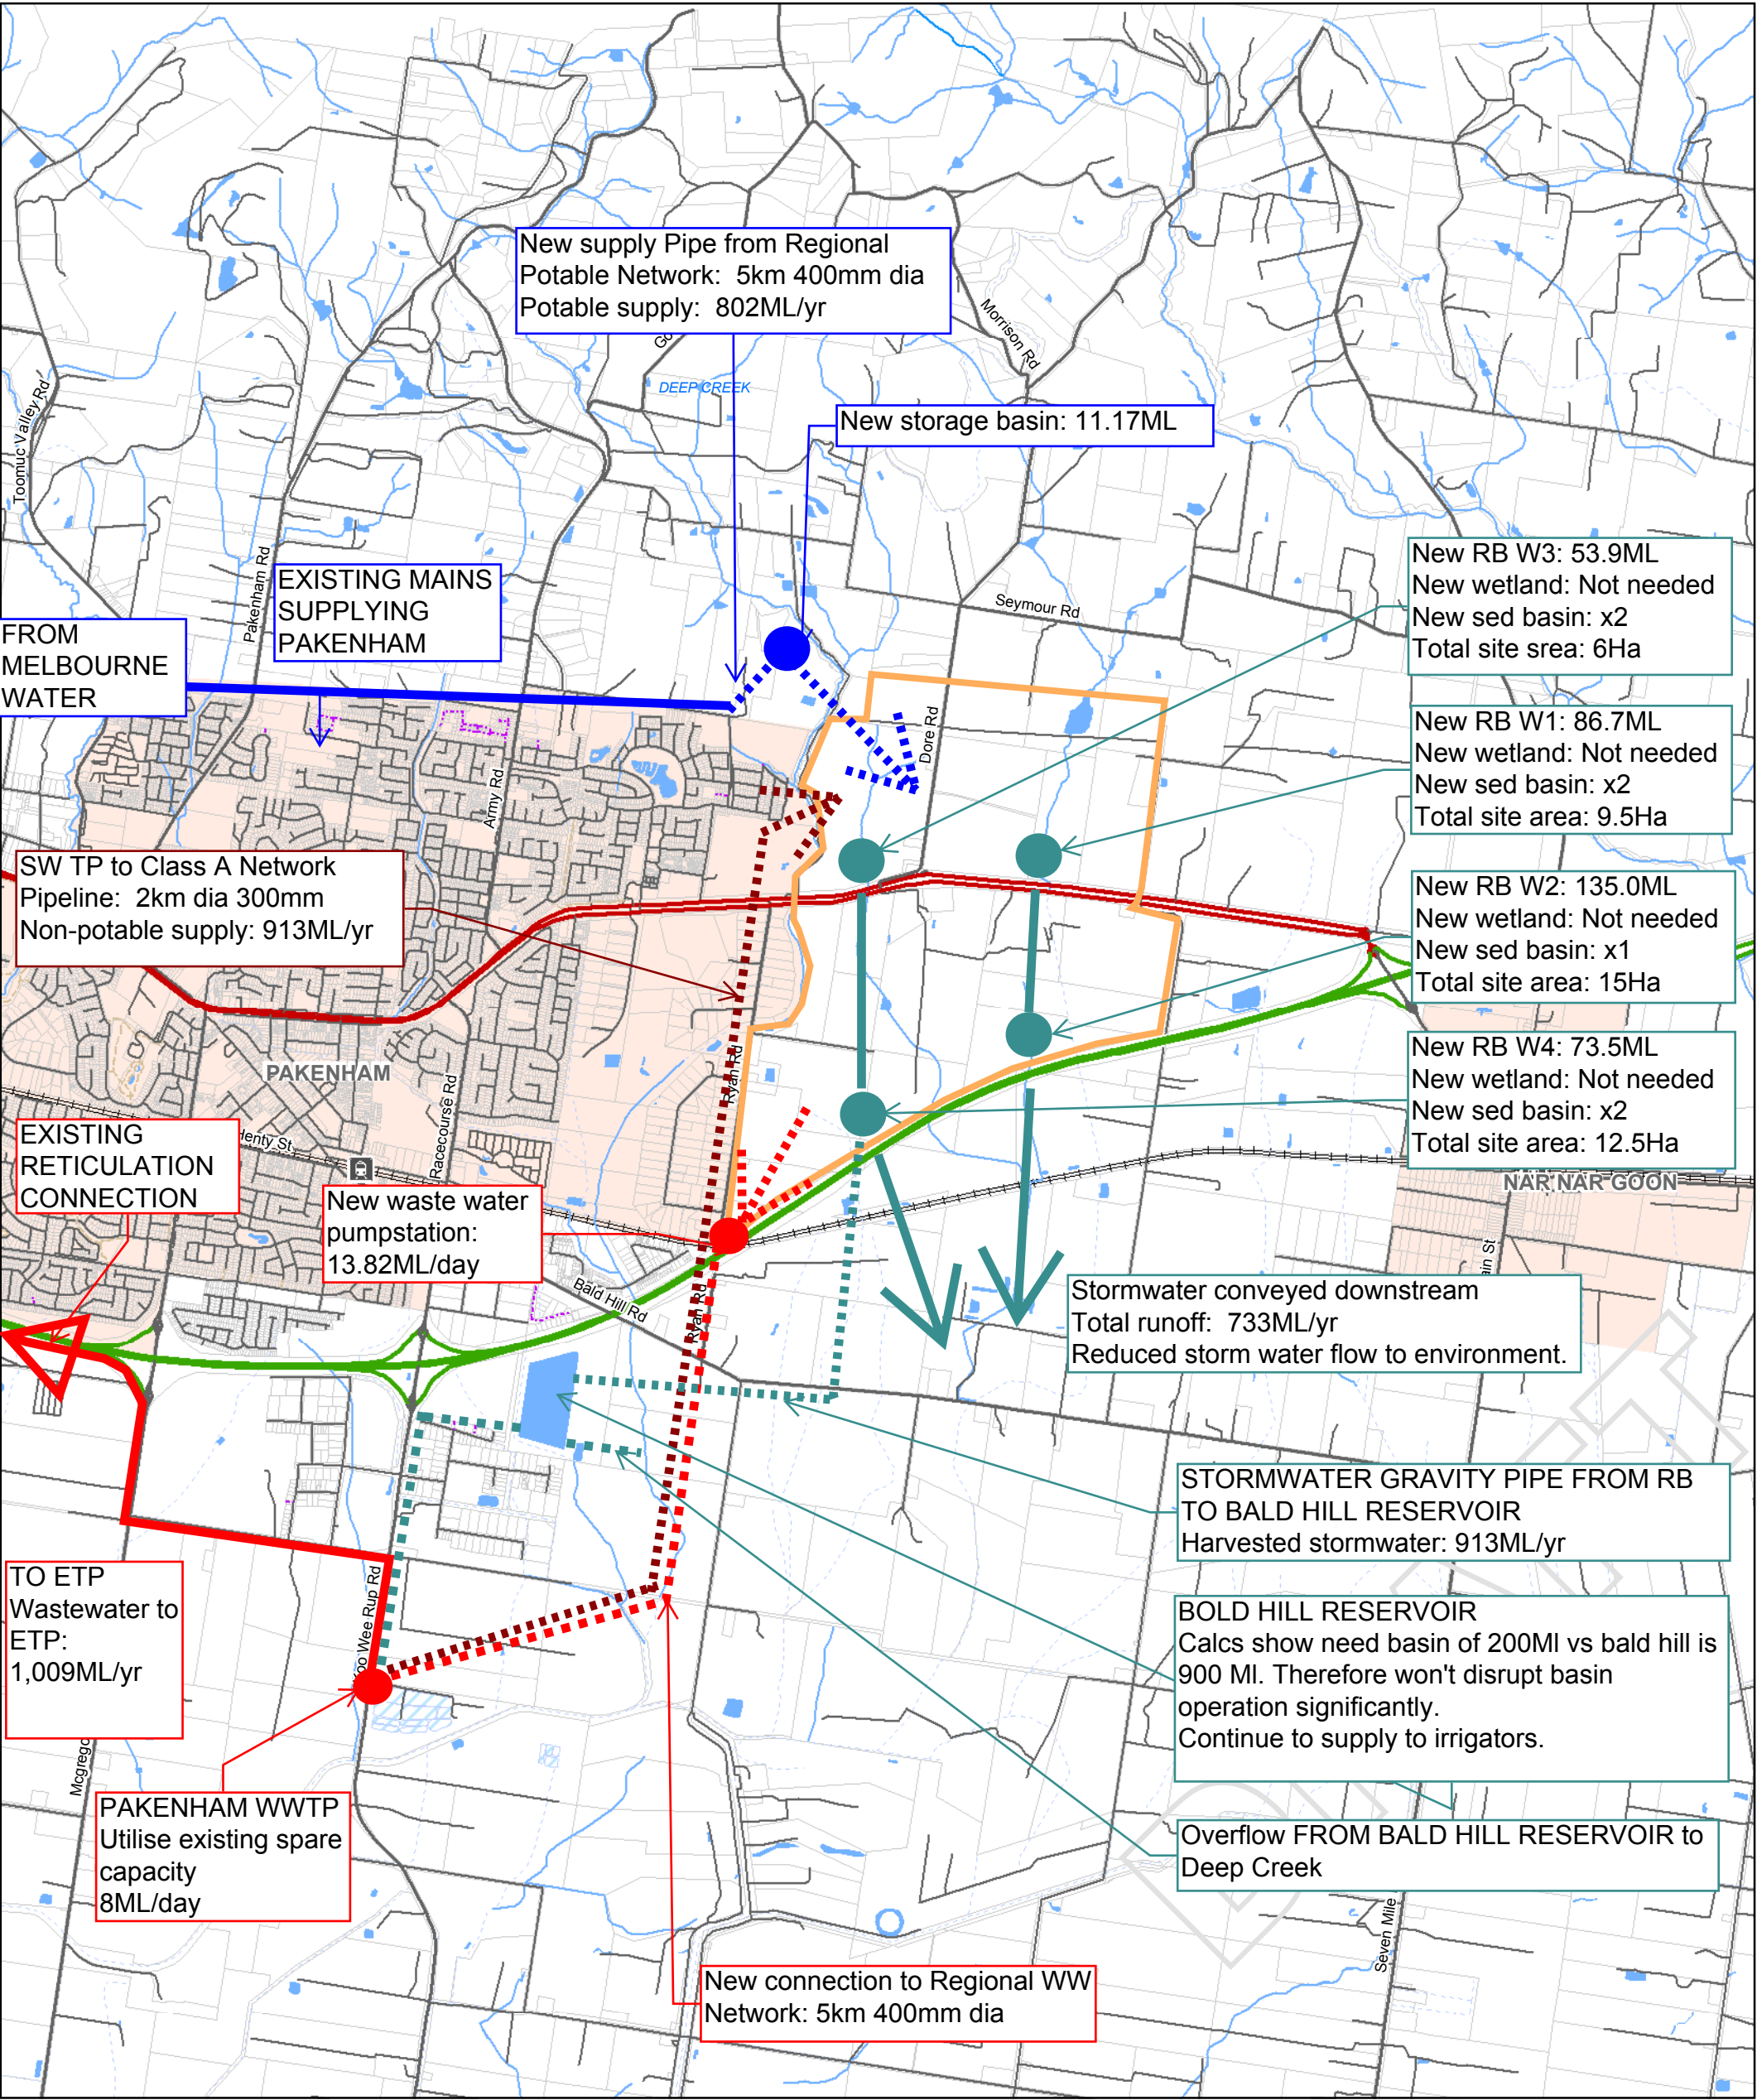 New supply Pipe from Regional
Potable Network: 5km 400mm dia
Potable supply: 802ML/yr
Morrison Rd
DEEP CREEK
New storage basin: 11.17ML
Toomuc Valley Rd
Pakenham Rd
EXISTING MAINS
SUPPLYING
PAKENHAM
FROM
MELBOURNE
WATER
Seymour Rd
New RB W3: 53.9ML
New wetland: Not needed
New sed basin: x2
Total site srea: 6Ha
Dore Rd
New RB W1: 86.7ML
New wetland: Not needed
New sed basin: x2
Total site area: 9.5Ha
Army Rd
SW TP to Class A Network
Pipeline: 2km dia 300mm
Non-potable supply: 913ML/yr
New RB W2: 135.0ML
New wetland: Not needed
New sed basin: x1
Total site area: 15Ha
PAKENHAM
Racecourse Rd
Ryan Rd
New RB W4: 73.5ML
New wetland: Not needed
New sed basin: x2
Total site area: 12.5Ha
EXISTING
RETICULATION
CONNECTION
Henty St
NAR NAR GOON
New waste water
pumpstation:
13.82ML/day
Bald Hill Rd
Ryan Rd
Stormwater conveyed downstream
Total runoff: 733ML/yr
Reduced storm water flow to environment.
STORMWATER GRAVITY PIPE FROM RB
TO BALD HILL RESERVOIR
Harvested stormwater: 913ML/yr
TO ETP
Wastewater to
ETP:
1,009ML/yr
Wee Rup Rd
BOLD HILL RESERVOIR
Calcs show need basin of 200Ml vs bald hill is
900 Ml. Therefore won't disrupt basin
operation significantly.
Continue to supply to irrigators.
PAKENHAM WWTP
Utilise existing spare
capacity
8ML/day
Overflow FROM BALD HILL RESERVOIR to
Deep Creek
Seven Mile
New connection to Regional WW
Network: 5km 400mm dia
DRAFT